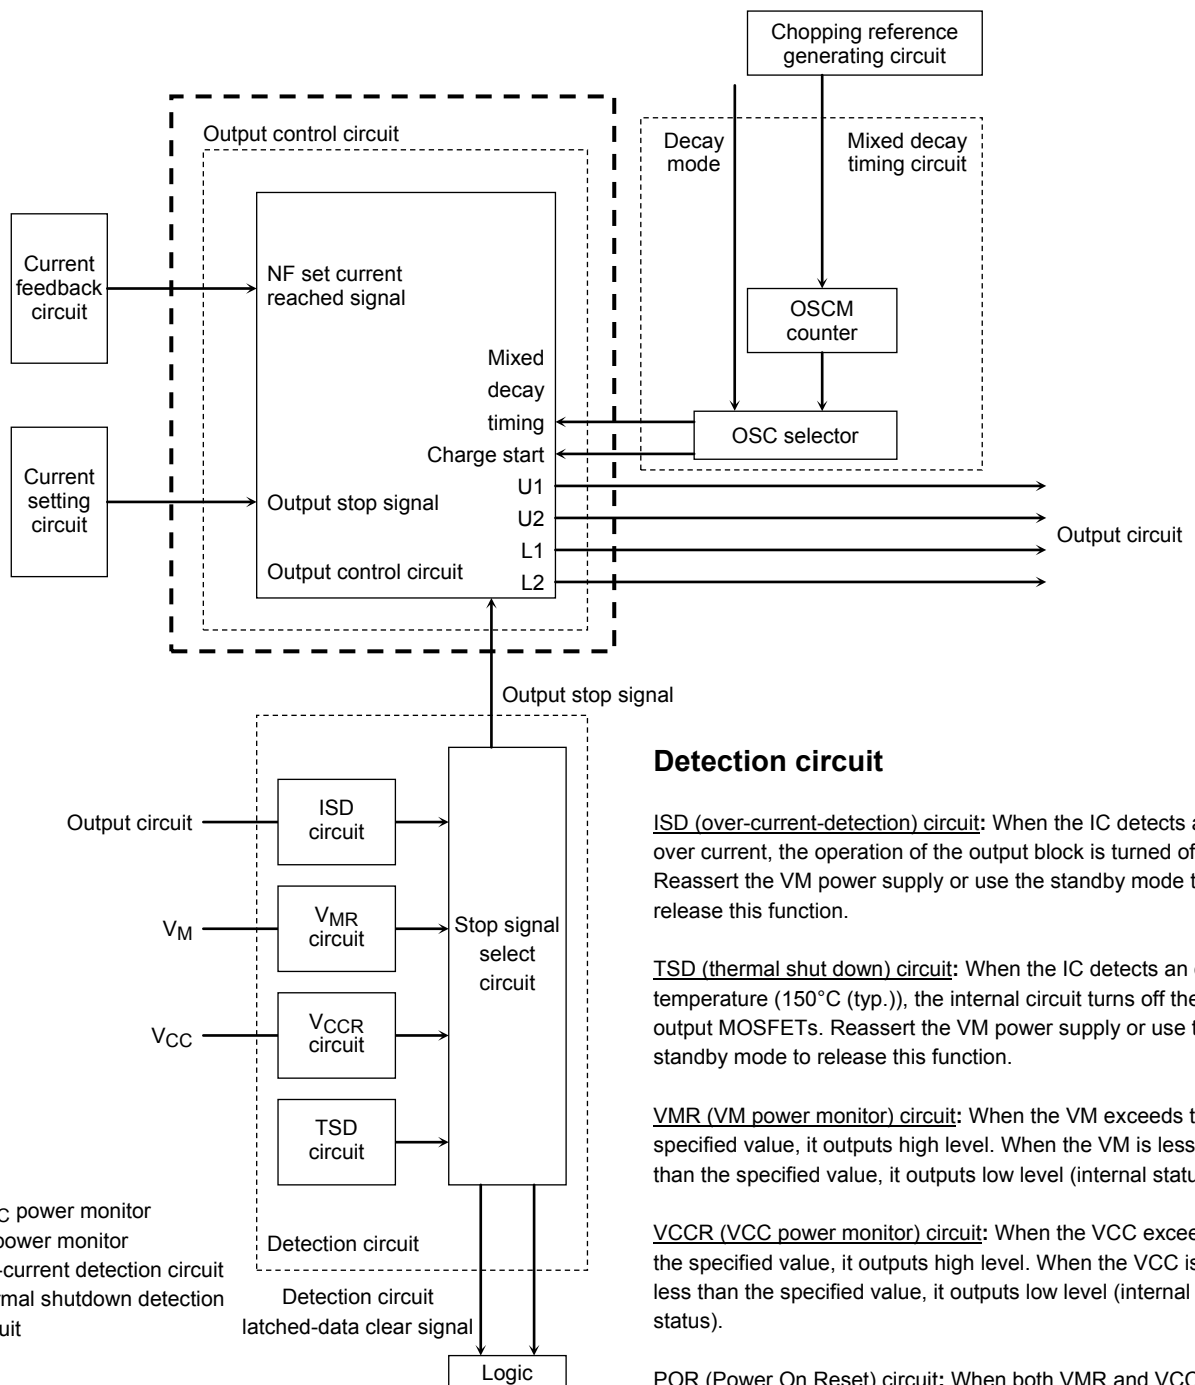 Chopping reference
generating circuit
Output control circuit
Decay
mode
Mixed decay
timing circuit
Current
feedback
circuit
NF set current
reached signal
OSCM
counter
Mixed
decay
timing
Charge start
OSC selector
Current
setting
circuit
Output stop signal
U1
U2
L1
L2
Output circuit
Output control circuit
Output stop signal
Output circuit
ISD
circuit
VM
VMR
circuit
Stop signal
select
circuit
VCC
VCCR
circuit
TSD
circuit
Detection circuit
Detection circuit
latched-data clear signal
Logic
C power monitor
power monitor
-current detection circuit
rmal shutdown detection
uit
Detection circuit
ISD (over-current-detection) circuit: When the IC detects a
over current, the operation of the output block is turned of
Reassert the VM power supply or use the standby mode t
release this function.
TSD (thermal shut down) circuit: When the IC detects an
temperature (150°C (typ.)), the internal circuit turns off the
output MOSFETs. Reassert the VM power supply or use t
standby mode to release this function.
VMR (VM power monitor) circuit: When the VM exceeds t
specified value, it outputs high level. When the VM is less
than the specified value, it outputs low level (internal statu
VCCR (VCC power monitor) circuit: When the VCC excee
the specified value, it outputs high level. When the VCC is
less than the specified value, it outputs low level (internal
status).
POR (Power On Reset) circuit: When both VMR and VCC